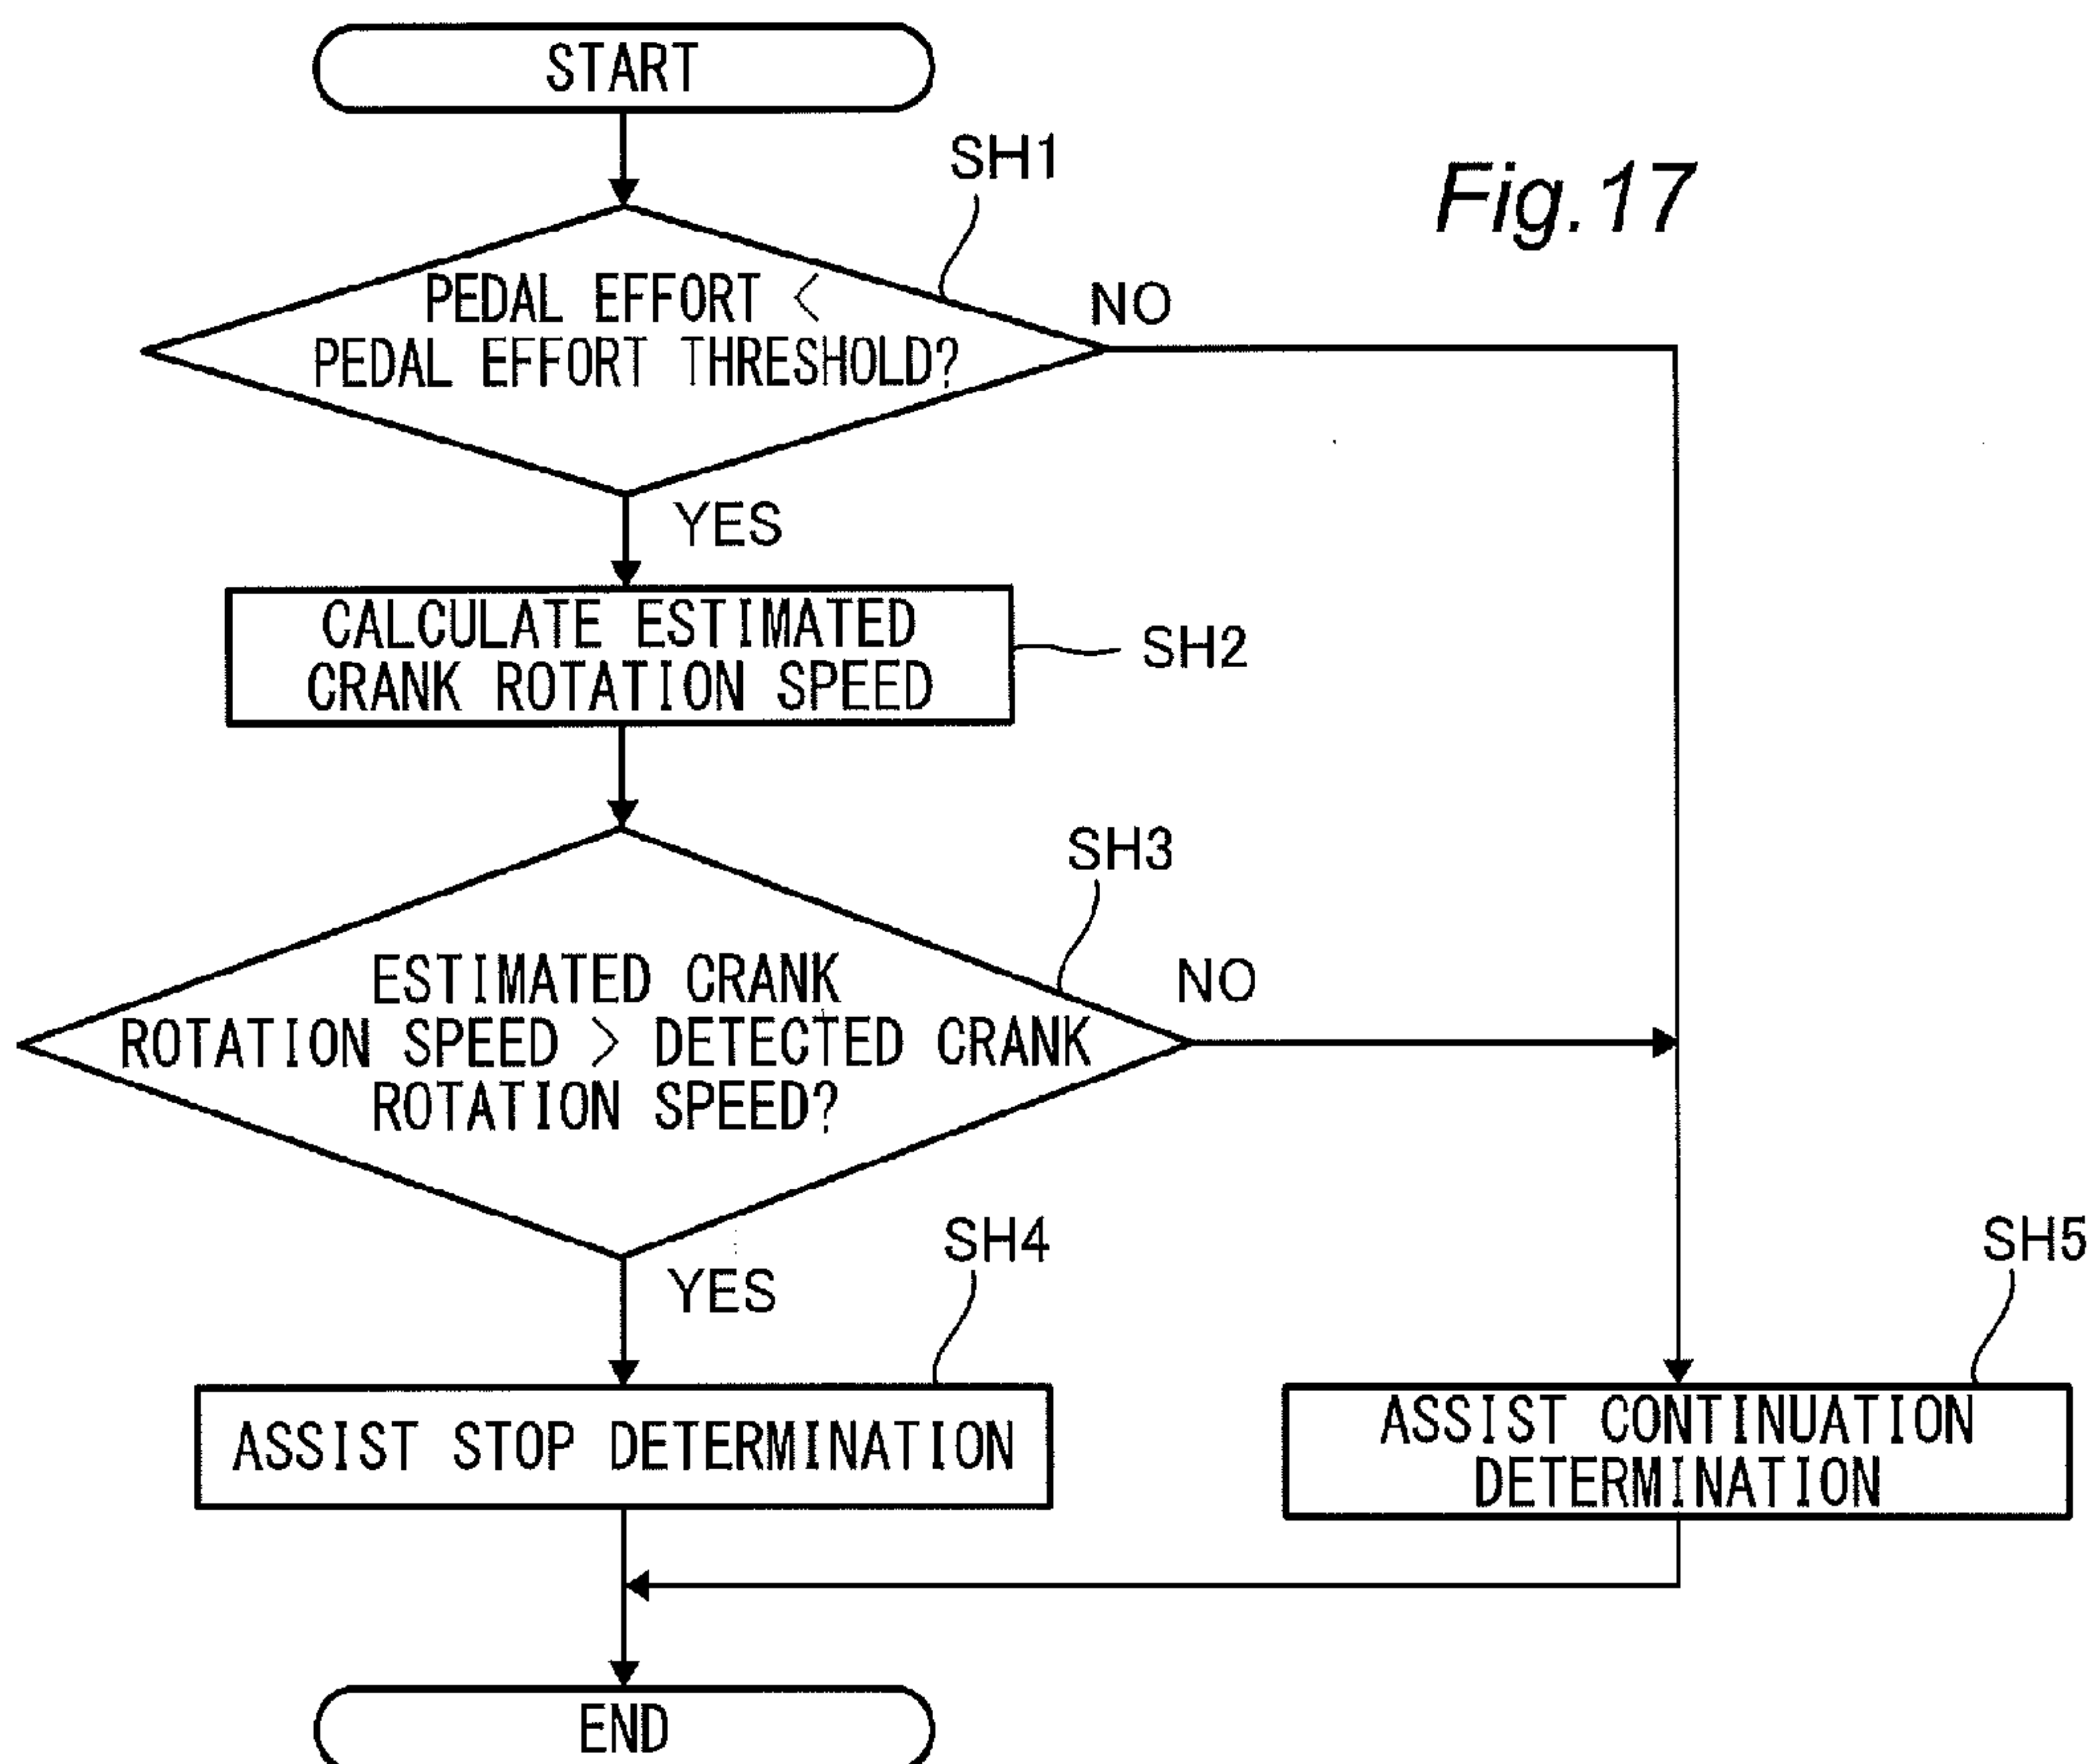 START
SH1
Fig.17
PEDAL EFFORT <
PEDAL EFFORT THRESHOLD?
NO
YES
CALCULATE ESTIMATED
CRANK ROTATION SPEED
SH2
SH3
ESTIMATED CRANK
ROTATION SPEED > DETECTED CRANK
ROTATION SPEED?
NO
YES
SH4
SH5
ASSIST STOP DETERMINATION
ASSIST CONTINUATION
DETERMINATION
END